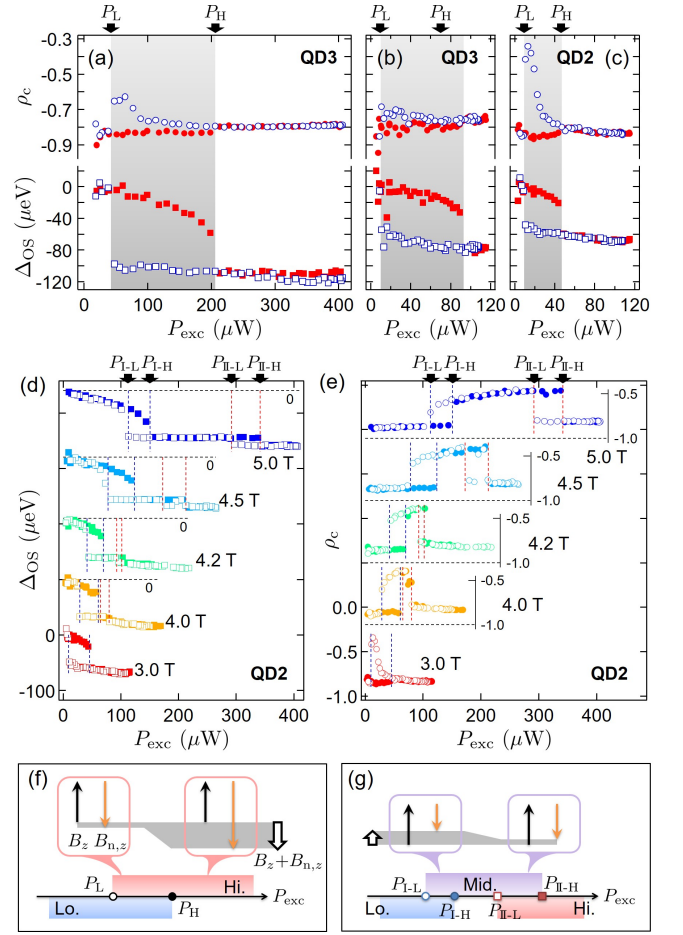 P_L P_H P_L P_H P_L P_H
(a) QD3 (b) QD3 QD2 (c)
-0.3
-0.5
-0.7
-0.9
ρ_c
0
-40
-80
-120
Δ_OS (μeV)
0 100 200 300 400 0 40 80 120 0 40 80 120
P_exc (μW) P_exc (μW) P_exc (μW)
P_I-L P_I-H P_II-L P_II-H P_I-L P_I-H P_II-L P_II-H
(d) 0
5.0 T
0
4.5 T
0
4.2 T
0
4.0 T
3.0 T
QD2
0
-100
Δ_OS (μeV)
0 100 200 300 400
P_exc (μW)
(e) -0.5
-1.0
5.0 T
-0.5
-1.0
4.5 T
-0.5
-1.0
4.2 T
-0.5
-1.0
4.0 T
3.0 T
QD2
0.0
-1.0
ρ_c
0 100 200 300 400
P_exc (μW)
(f)
B_z B_n,z
B_z+B_n,z
P_L Hi. P_exc
Lo. P_H
(g)
P_I-L Mid. P_II-H P_exc
Lo. P_I-H P_II-L Hi.